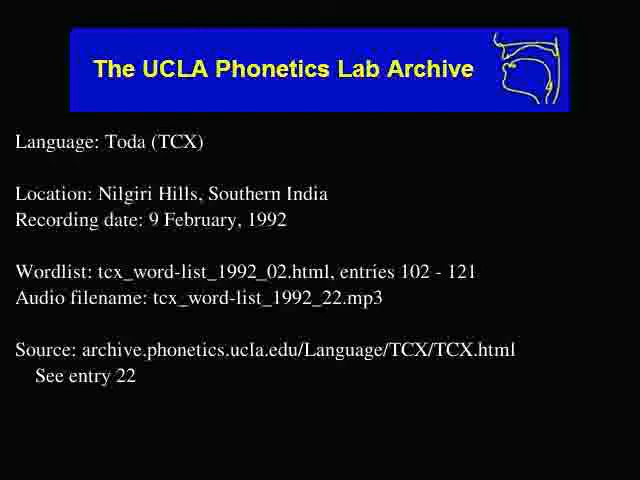 The UCLA Phonetics Lab Archive
Language: Toda (TCX)
Location: Nilgiri Hills, Southern India
Recording date: 9 February, 1992
Wordlist: tcx_word-list_1992_02.html, entries 102 - 121
Audio filename: tcx_word-list_1992_22.mp3
Source: archive.phonetics.ucla.edu/Language/TCX/TCX.html
See entry 22